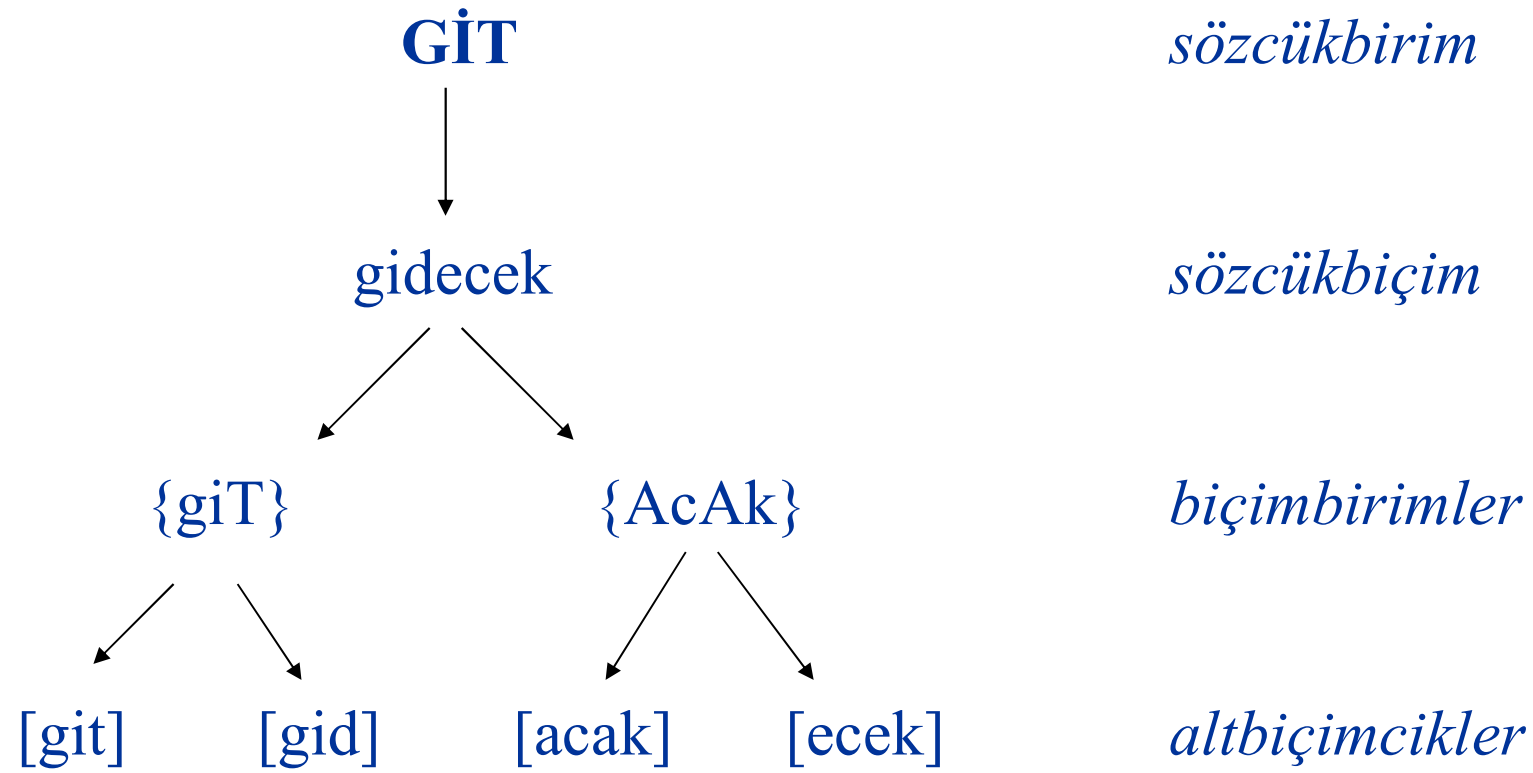 GİT sözcükbirim
gidecek sözcükbiçim
{giT} {AcAk} biçimbirimler
[git] [gid] [acak] [ecek] altbiçimcikler